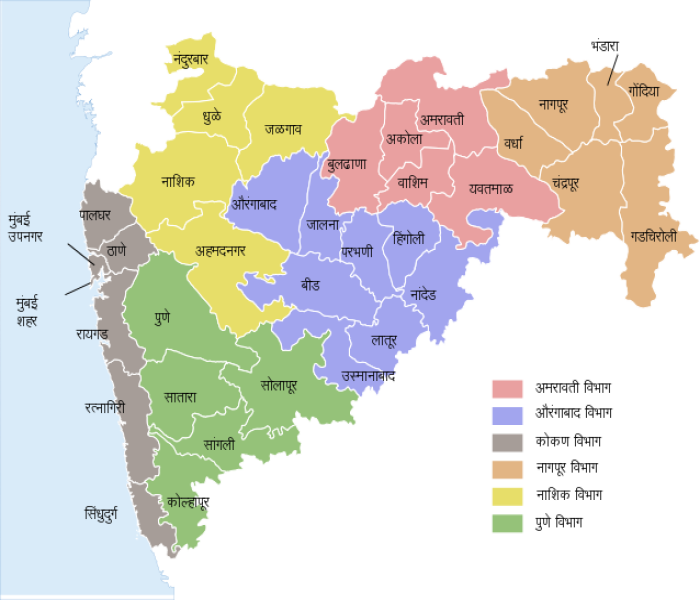 भंडारा
नंदुरबार
गोंदिया
नागपूर
धुळे
जळगाव
अमरावती
अकोला
वर्धा
बुलढाणा
नाशिक
वाशिम
यवतमाळ
चंद्रपूर
औरंगाबाद
पालघर
मुंबई
उपनगर
जालना
हिंगोली
गडचिरोली
ठाणे
अहमदनगर
परभणी
बीड
नांदेड
मुंबई
शहर
पुणे
रायगड
लातूर
उस्मानाबाद
सोलापूर
सातारा
रत्नागिरी
सांगली
कोल्हापूर
सिंधुदुर्ग
अमरावती विभाग
औरंगाबाद विभाग
कोकण विभाग
नागपूर विभाग
नाशिक विभाग
पुणे विभाग